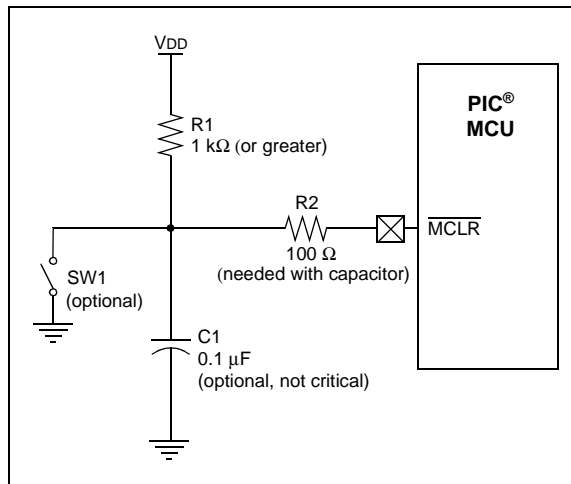 VDD
R1
1 kΩ (or greater)
PIC®
MCU
R2
100 Ω
(needed with capacitor)
MCLR
SW1
(optional)
C1
0.1 μF
(optional, not critical)